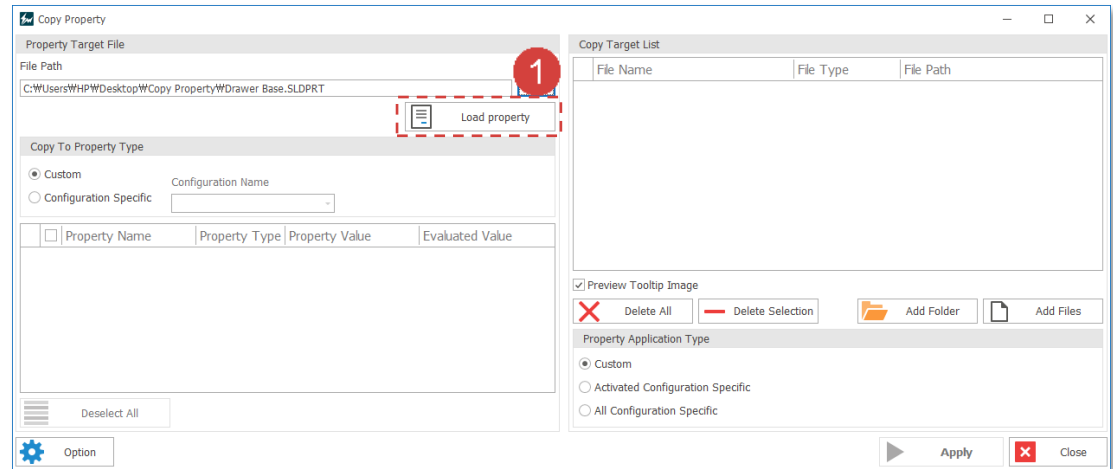 Copy Property
Property Target File
File Path
C:₩Users₩HP₩Desktop₩Copy Property₩Drawer Base.SLDPRT
1
Load property
Copy To Property Type
Custom
Configuration Specific
Configuration Name
Property Name Property Type Property Value Evaluated Value
Deselect All
Option
Copy Target List
File Name File Type File Path
Preview Tooltip Image
Delete All Delete Selection Add Folder Add Files
Property Application Type
Custom
Activated Configuration Specific
All Configuration Specific
Apply Close